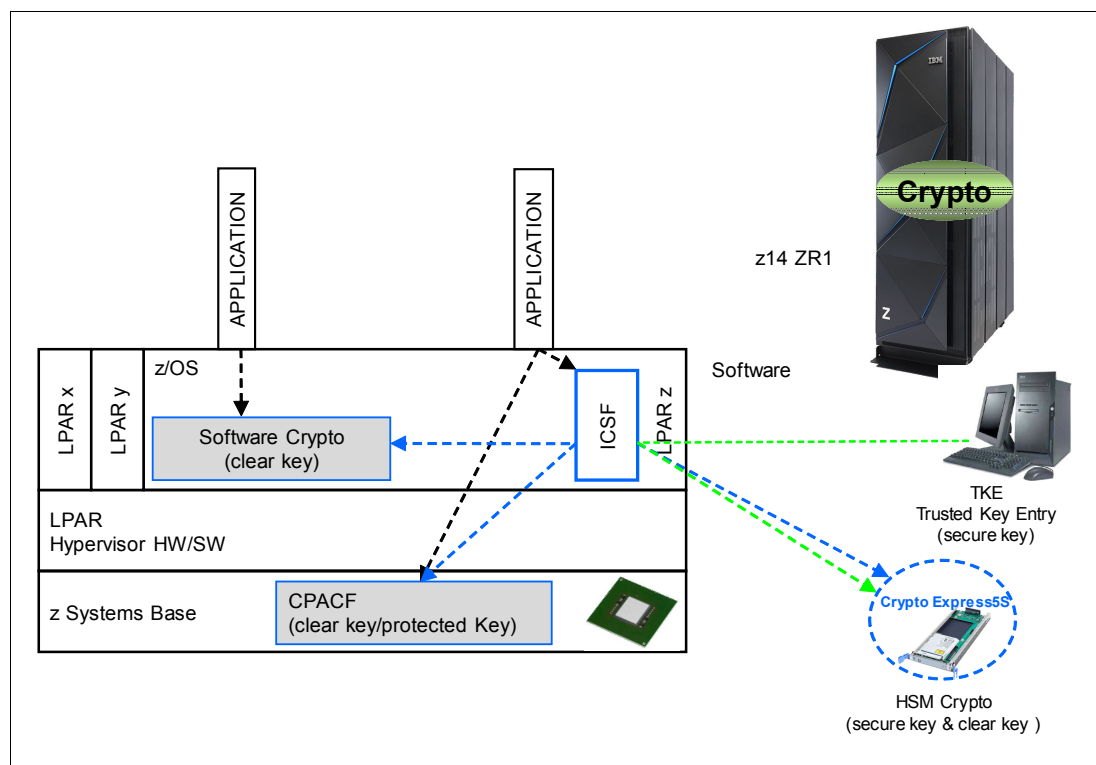 IBM
Crypto
z14 ZR1
Z
APPLICATION
APPLICATION
LPAR x
LPAR y
z/OS
Software Crypto
(clear key)
ICSF
LPAR z
Software
LPAR
Hypervisor HW/SW
z Systems Base
CPACF
(clear key/protected Key)
TKE
Trusted Key Entry
(secure key)
Crypto Express5S
HSM Crypto
(secure key & clear key )